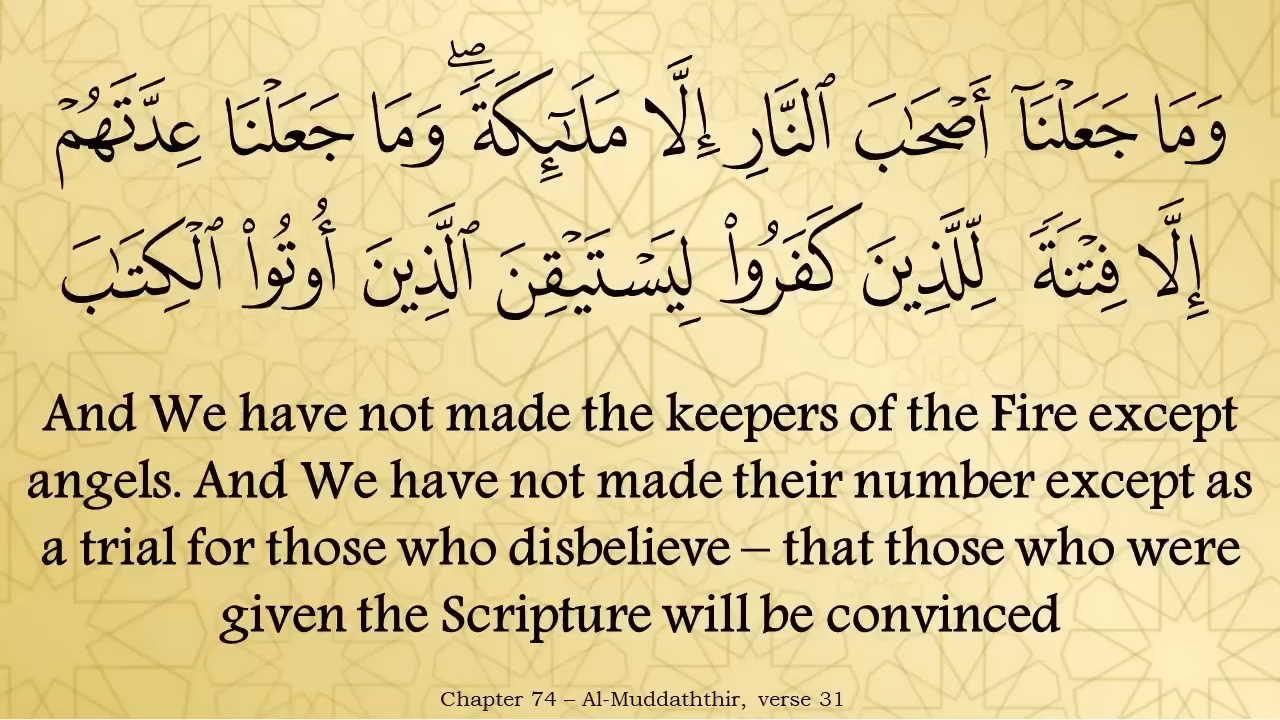 وَمَا جَعَلْنَآ أَصْحَٰبَ ٱلنَّارِ إِلَّا مَلَٰٓئِكَةً ۖ وَمَا جَعَلْنَا عِدَّتَهُمْ
إِلَّا فِتْنَةً لِّلَّذِينَ كَفَرُوا۟ لِيَسْتَيْقِنَ ٱلَّذِينَ أُوتُوا۟ ٱلْكِتَٰبَ
And We have not made the keepers of the Fire except
angels. And We have not made their number except as
a trial for those who disbelieve – that those who were
given the Scripture will be convinced
Chapter 74 – Al-Muddaththir, verse 31